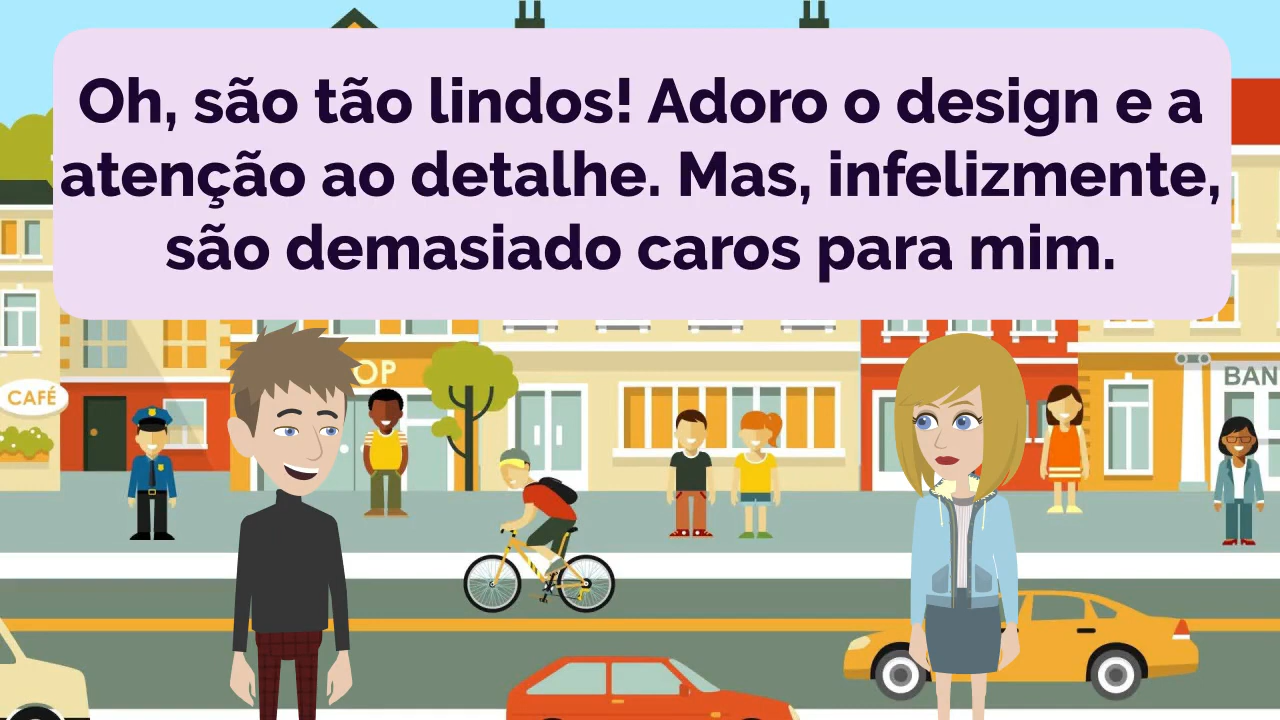 Oh, são tão lindos! Adoro o design e a
atenção ao detalhe. Mas, infelizmente,
são demasiado caros para mim.
OP
CAFÉ
BAN